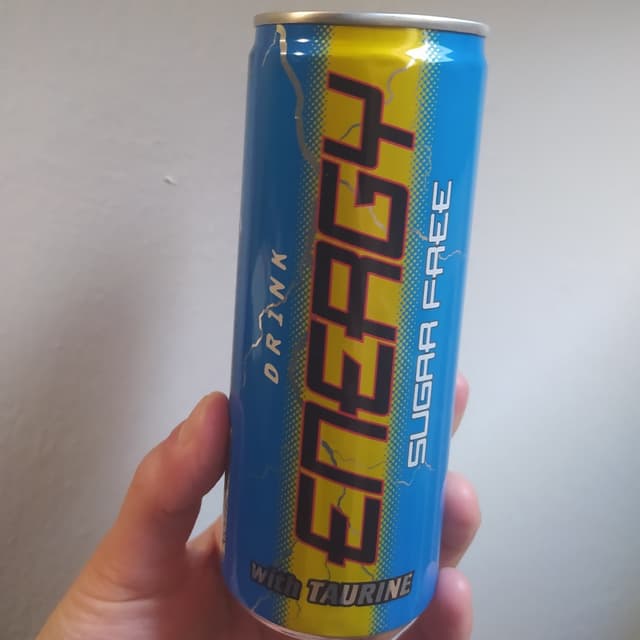 DRINK
ENERGY
SUGAR FREE
with TAURINE